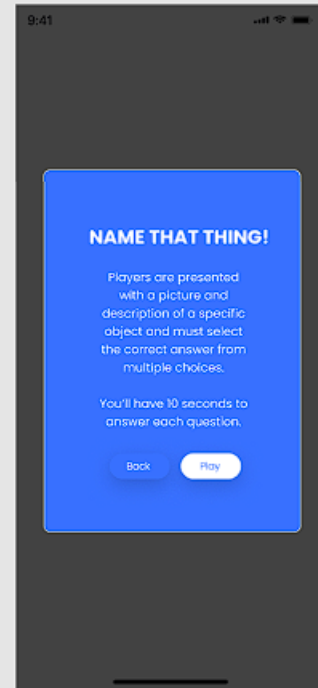 9:41
NAME THAT THING!
Players are presented
with a picture and
description of a specific
object and must select
the correct answer from
multiple choices.
You'll have 10 seconds to
answer each question.
Back
Play